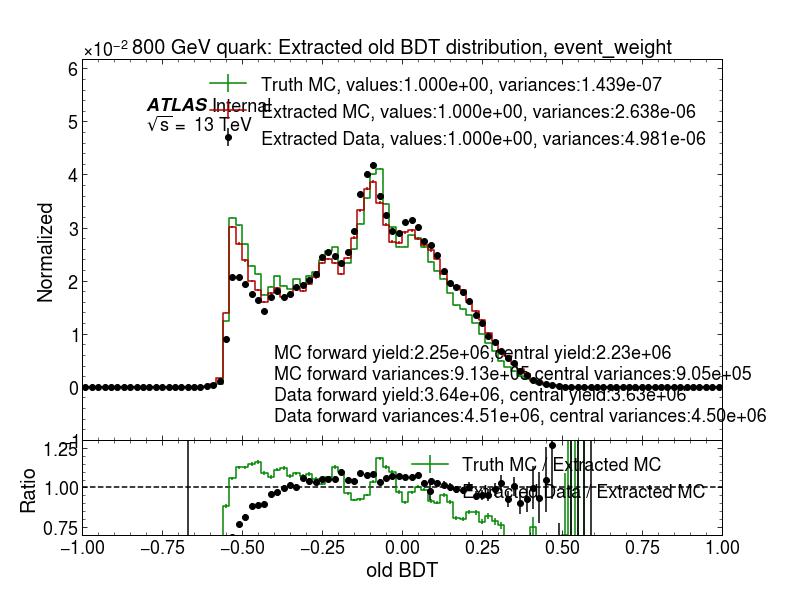 ×10−2 800 GeV quark: Extracted old BDT distribution, event_weight
Truth MC, values:1.000e+00, variances:1.439e-07
ATLAS Internal
Extracted MC, values:1.000e+00, variances:2.638e-06
√s = 13 TeV
Extracted Data, values:1.000e+00, variances:4.981e-06
6
5
4
3
2
1
0
1
Normalized
MC forward yield:2.25e+06, central yield:2.23e+06
MC forward variances:9.13e+05, central variances:9.05e+05
Data forward yield:3.64e+06, central yield:3.63e+06
Data forward variances:4.51e+06, central variances:4.50e+06
1.25
1.00
0.75
Ratio
Truth MC / Extracted MC
Extracted Data / Extracted MC
−1.00 −0.75 −0.50 −0.25 0.00 0.25 0.50 0.75 1.00
old BDT